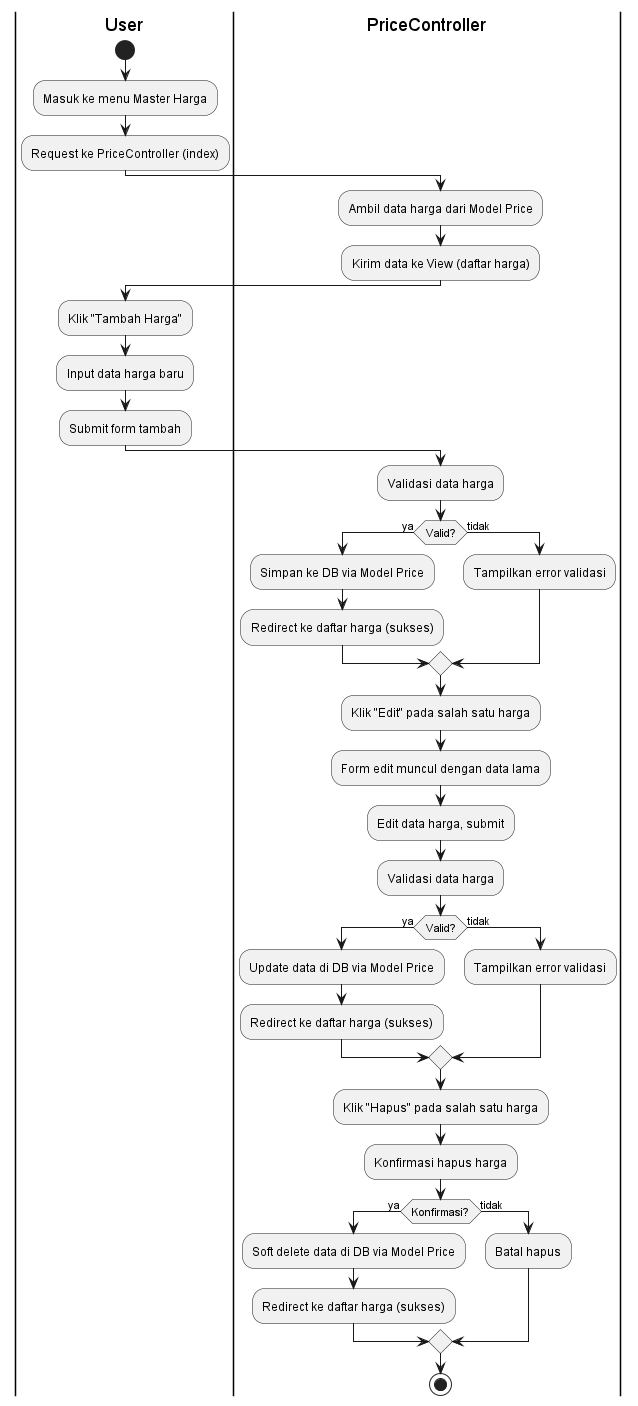 User
PriceController
Masuk ke menu Master Harga
Request ke PriceController (index)
Ambil data harga dari Model Price
Kirim data ke View (daftar harga)
Klik "Tambah Harga"
Input data harga baru
Submit form tambah
Validasi data harga
ya
Valid?
tidak
Simpan ke DB via Model Price
Tampilkan error validasi
Redirect ke daftar harga (sukses)
Klik "Edit" pada salah satu harga
Form edit muncul dengan data lama
Edit data harga, submit
Validasi data harga
ya
Valid?
tidak
Update data di DB via Model Price
Tampilkan error validasi
Redirect ke daftar harga (sukses)
Klik "Hapus" pada salah satu harga
Konfirmasi hapus harga
ya
Konfirmasi?
tidak
Soft delete data di DB via Model Price
Batal hapus
Redirect ke daftar harga (sukses)